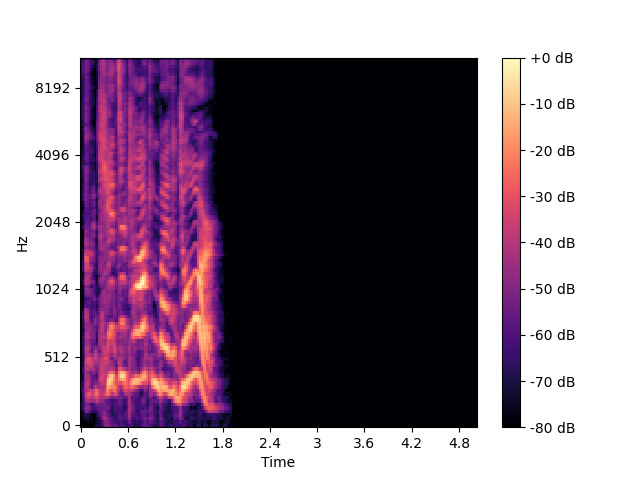 8192
4096
2048
1024
512
0
Hz
0 0.6 1.2 1.8 2.4 3 3.6 4.2 4.8
Time
+0 dB
-10 dB
-20 dB
-30 dB
-40 dB
-50 dB
-60 dB
-70 dB
-80 dB